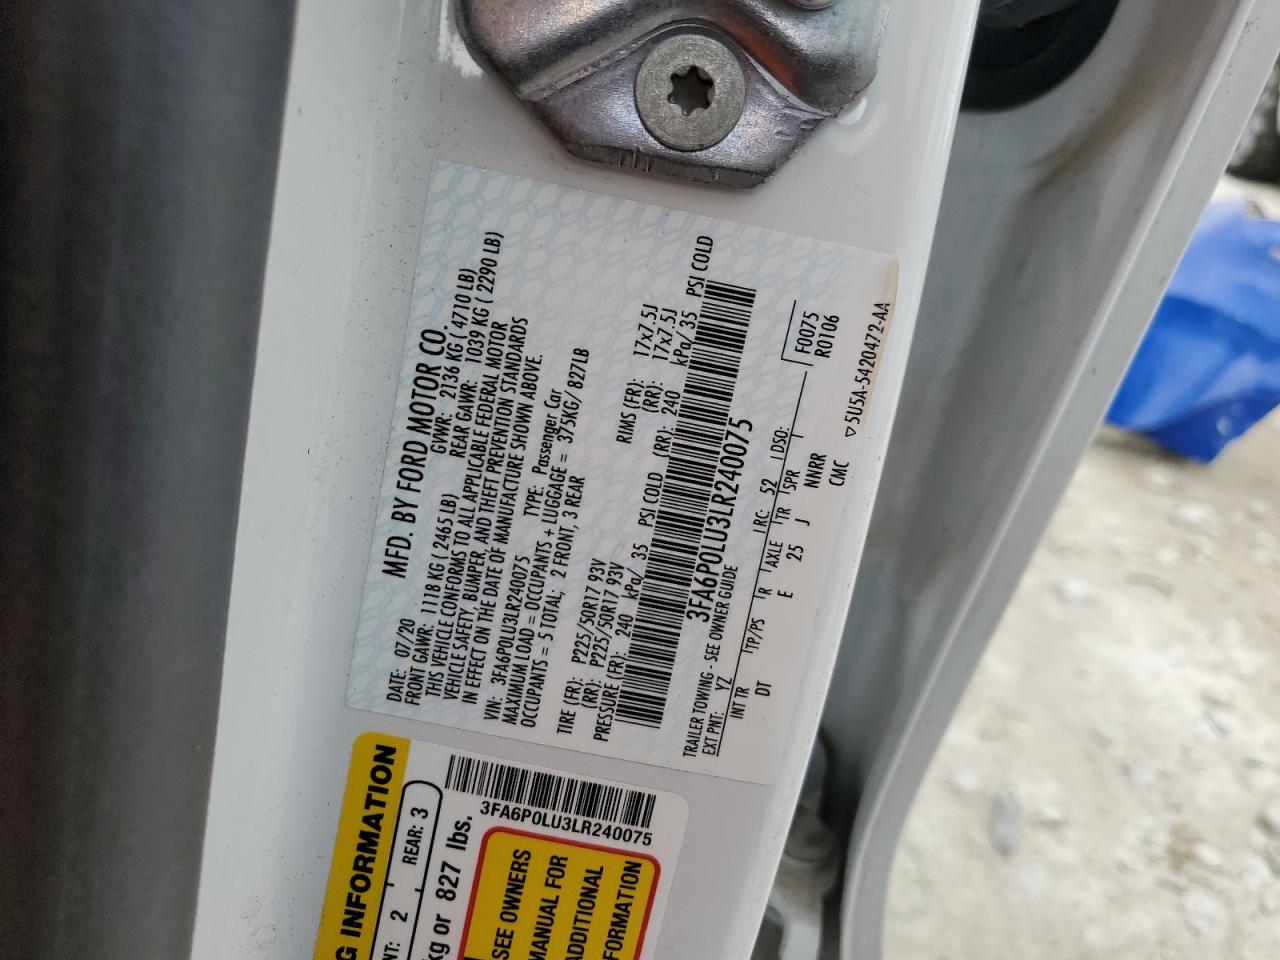 MFD. BY FORD MOTOR CO.
DATE: 07/20 GVWR: 2136 KG ( 4710 LB)
FRONT GAWR: 1118 KG ( 2465 LB) REAR GAWR: 1039 KG ( 2290 LB)
THIS VEHICLE CONFORMS TO ALL APPLICABLE FEDERAL MOTOR
VEHICLE SAFETY, BUMPER, AND THEFT PREVENTION STANDARDS
IN EFFECT ON THE DATE OF MANUFACTURE SHOWN ABOVE.
VIN: 3FA6P0LU3LR240075 TYPE: Passenger Car
MAXIMUM LOAD = OCCUPANTS + LUGGAGE = 375KG/ 827LB
OCCUPANTS = 5 TOTAL; 2 FRONT, 3 REAR
TIRE (FR): P225/50R17 93V RIMS (FR): 17x7.5J
(RR): P225/50R17 93V (RR): 17x7.5J
PRESSURE (FR): 240 kPa/ 35 PSI COLD (RR): 240 kPa/ 35 PSI COLD
3FA6P0LU3LR240075
TRAILER TOWING - SEE OWNER GUIDE
EXT PNT: YZ RC: 52 DSO: F0075
INT TR TP/PS R AXLE TR SPR R0106
DT E 25 J NNRR
CMC ▽5U5A-5420472-AA
G INFORMATION
NT: 2 REAR: 3
kg or 827 lbs.
3FA6P0LU3LR240075
SEE OWNERS
MANUAL FOR
ADDITIONAL
FORMATION